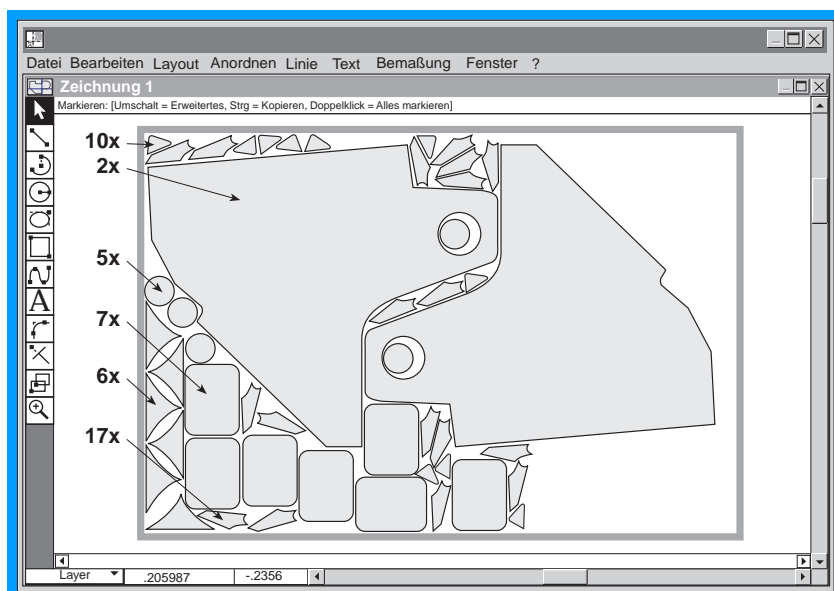 Datei Bearbeiten Layout Anordnen Linie Text Bemaßung Fenster ?
Zeichnung 1
Markieren: [Umschalt = Erweitertes, Strg = Kopieren, Doppelklick = Alles markieren]
10x
2x
5x
7x
6x
17x
A
Layer .205987 -.2356